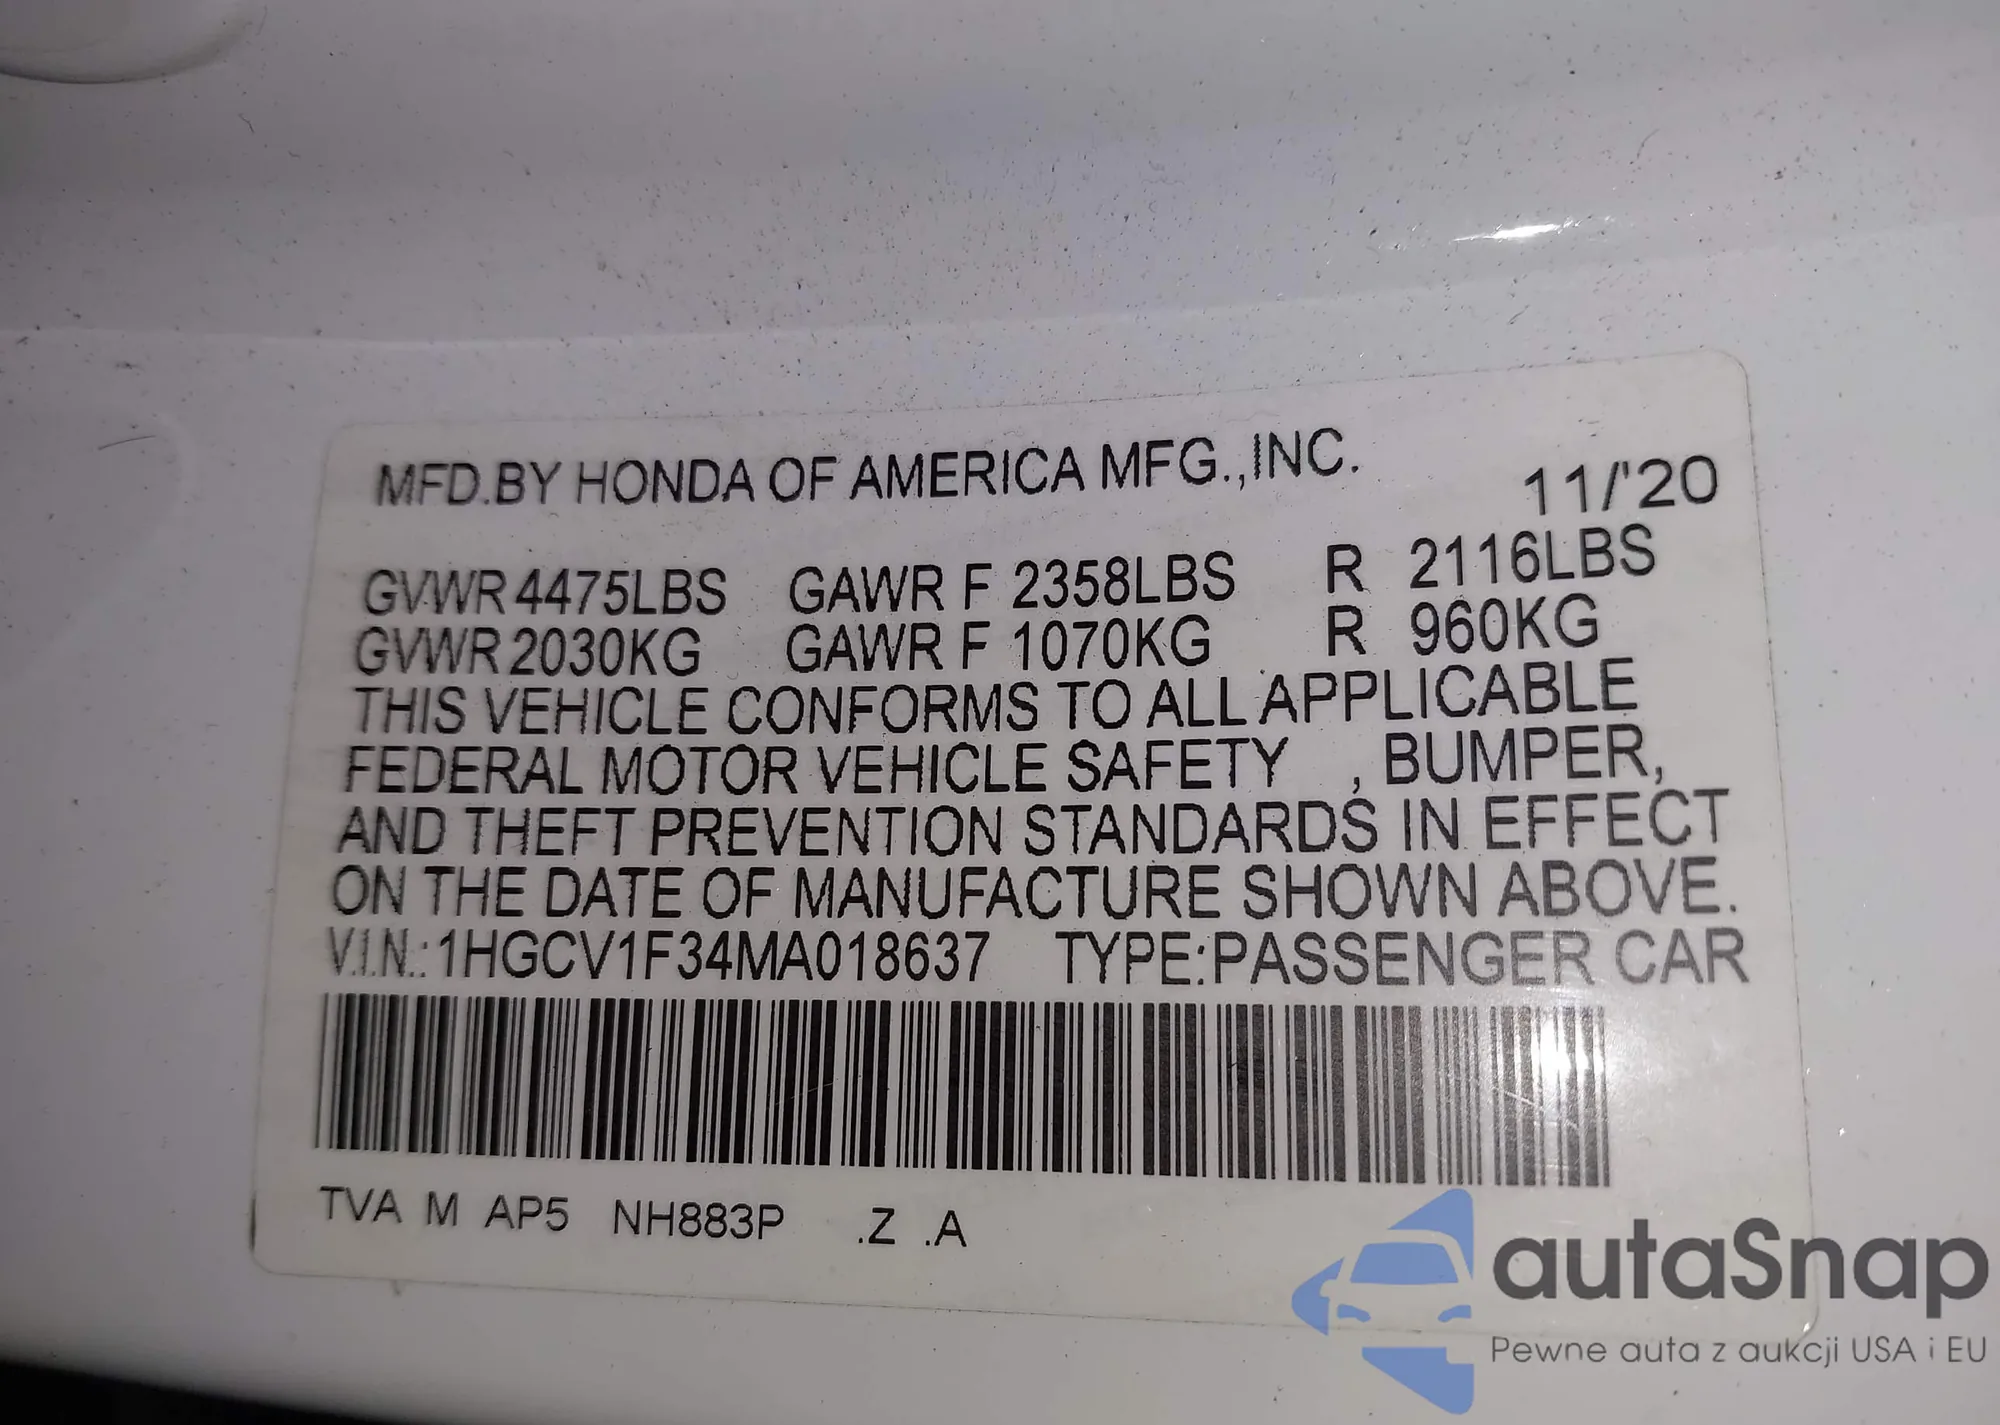 MFD.BY HONDA OF AMERICA MFG.,INC. 11/'20
GVWR 4475LBS GAWR F 2358LBS R 2116LBS
GVWR 2030KG GAWR F 1070KG R 960KG
THIS VEHICLE CONFORMS TO ALL APPLICABLE
FEDERAL MOTOR VEHICLE SAFETY , BUMPER,
AND THEFT PREVENTION STANDARDS IN EFFECT
ON THE DATE OF MANUFACTURE SHOWN ABOVE.
V.I.N.:1HGCV1F34MA018637 TYPE:PASSENGER CAR
TVA M AP5 NH883P .Z .A
autaSnap
Pewne auta z aukcji USA i EU